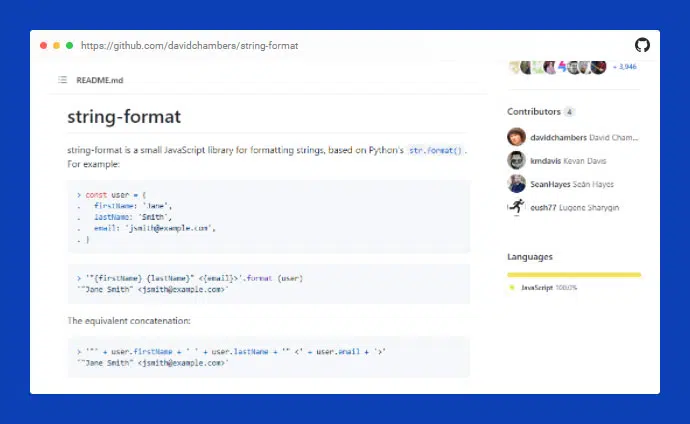 https://github.com/davidchambers/string-format
README.md
string-format
string-format is a small JavaScript library for formatting strings, based on Python's str.format().
For example:
> const user = {
. firstName: 'Jane',
. lastName: 'Smith',
. email: 'jsmith@example.com',
. }
> '"{firstName} {lastName}" <{email}>'.format (user)
'"Jane Smith" <jsmith@example.com>'
The equivalent concatenation:
> '"' + user.firstName + ' ' + user.lastName + '" <' + user.email + '>'
'"Jane Smith" <jsmith@example.com>'
+ 3,946
Contributors 4
davidchambers David Cham...
kmdavis Kevan Davis
SeanHayes Seán Hayes
eush77 Eugene Sharygin
Languages
JavaScript 100.0%